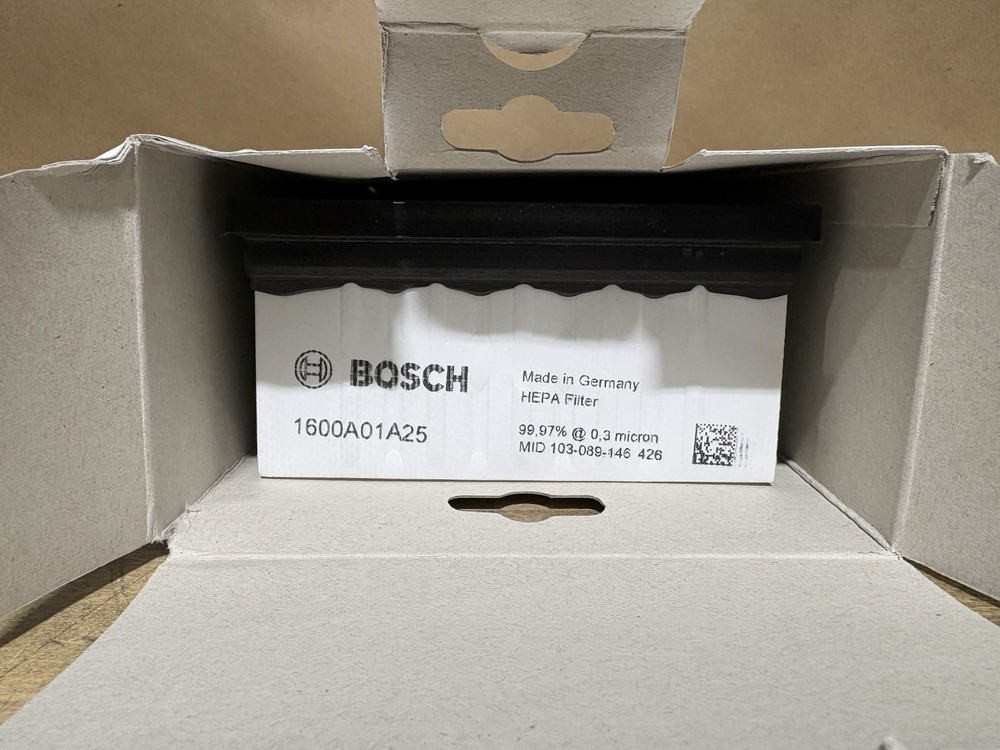 BOSCH
1600A01A25
Made in Germany
HEPA Filter
99,97% @ 0,3 micron
MID 103-089-146 426